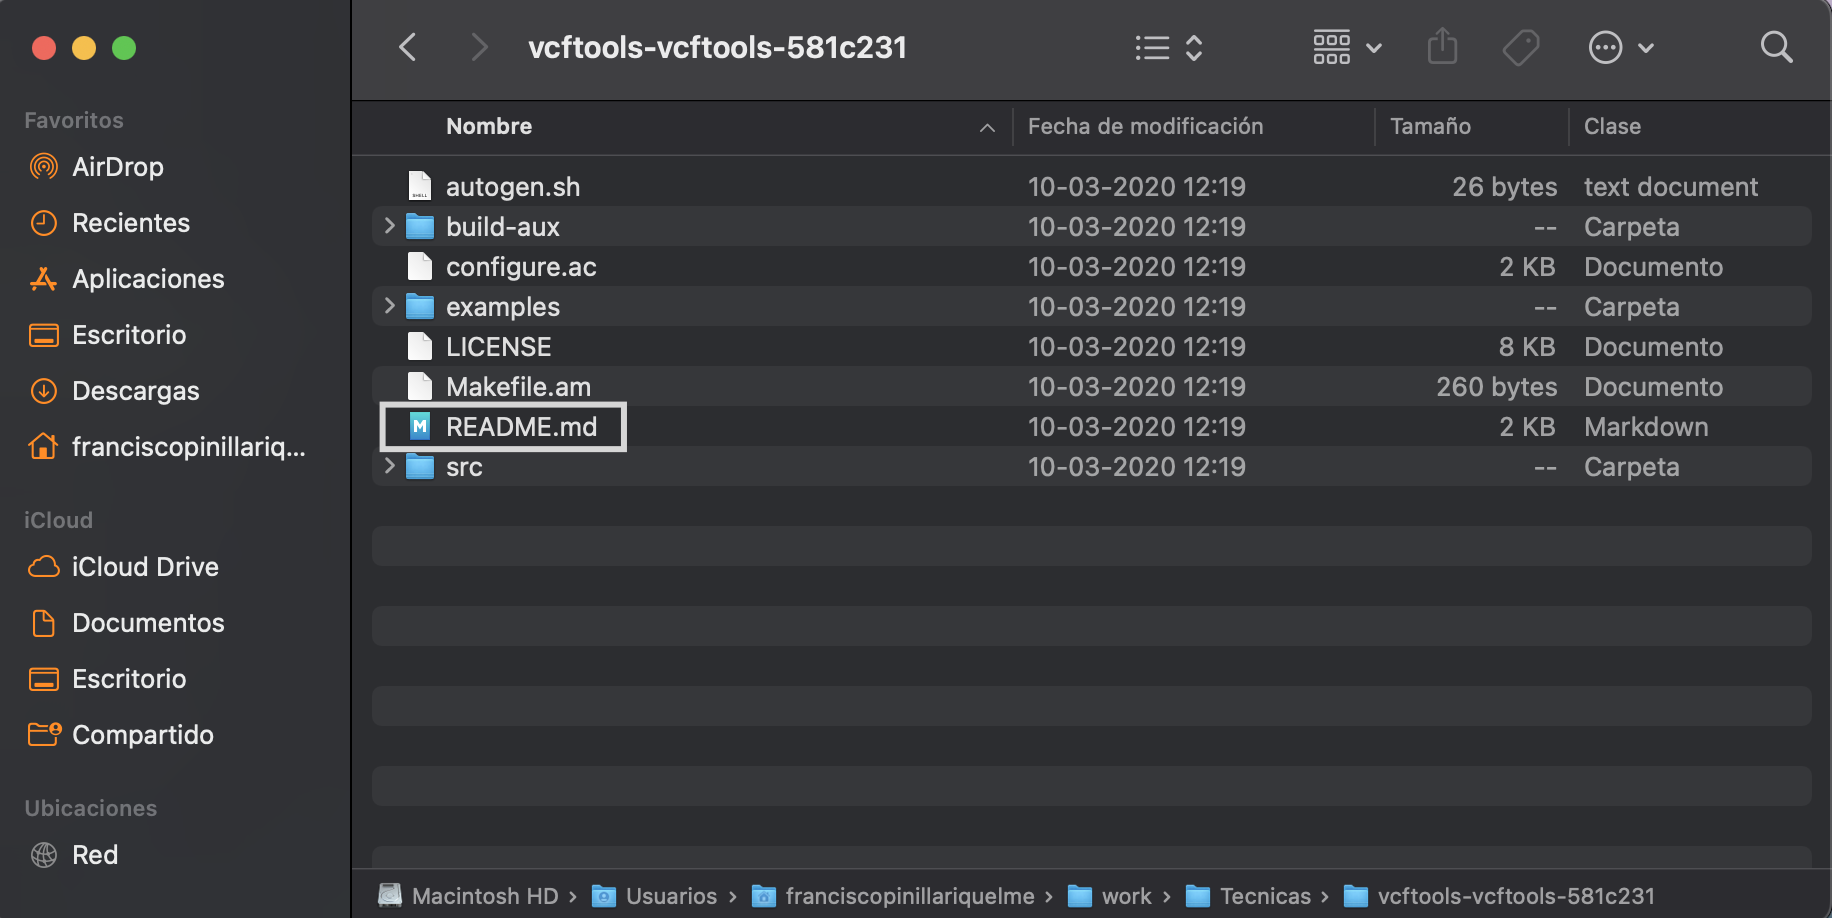 vcftools-vcftools-581c231
Favoritos
AirDrop
Recientes
Aplicaciones
Escritorio
Descargas
franciscopinillariq...
iCloud
iCloud Drive
Documentos
Escritorio
Compartido
Ubicaciones
Red
Nombre Fecha de modificación Tamaño Clase
SHELL autogen.sh 10-03-2020 12:19 26 bytes text document
build-aux 10-03-2020 12:19 -- Carpeta
configure.ac 10-03-2020 12:19 2 KB Documento
examples 10-03-2020 12:19 -- Carpeta
LICENSE 10-03-2020 12:19 8 KB Documento
Makefile.am 10-03-2020 12:19 260 bytes Documento
M README.md 10-03-2020 12:19 2 KB Markdown
src 10-03-2020 12:19 -- Carpeta
Macintosh HD › Usuarios › franciscopinillariquelme › work › Tecnicas › vcftools-vcftools-581c231